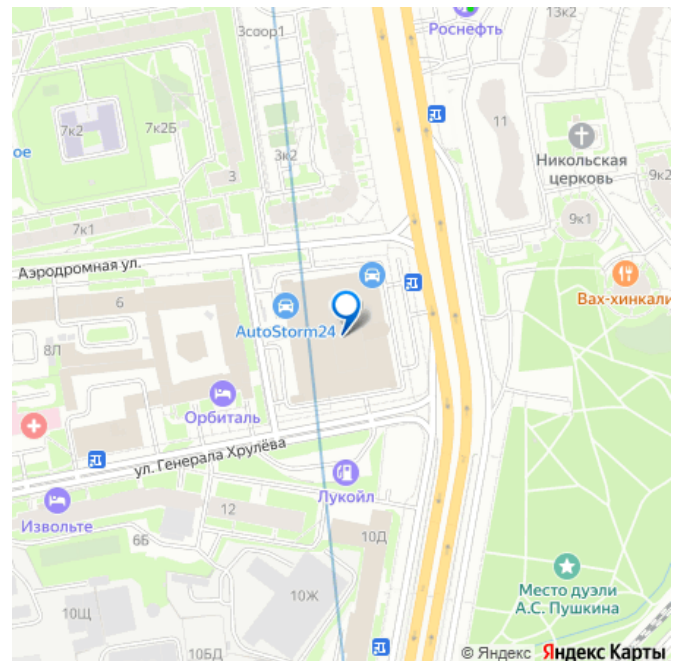 3соор1
13к2
Роснефть
7к2
7к2Б
11
ое
3к2
Никольская
церковь
9к2
3
7к1
9к1
Аэродромная ул.
6
Вах-хинкали
AutoStorm24
8Л
Орбиталь
ул. Генерала Хрулёва
Лукойл
Извольте
12
6Б
10Д
Место дуэли
А.С. Пушкина
10Ж
10Щ
10БД
© Яндекс Яндекс Карты